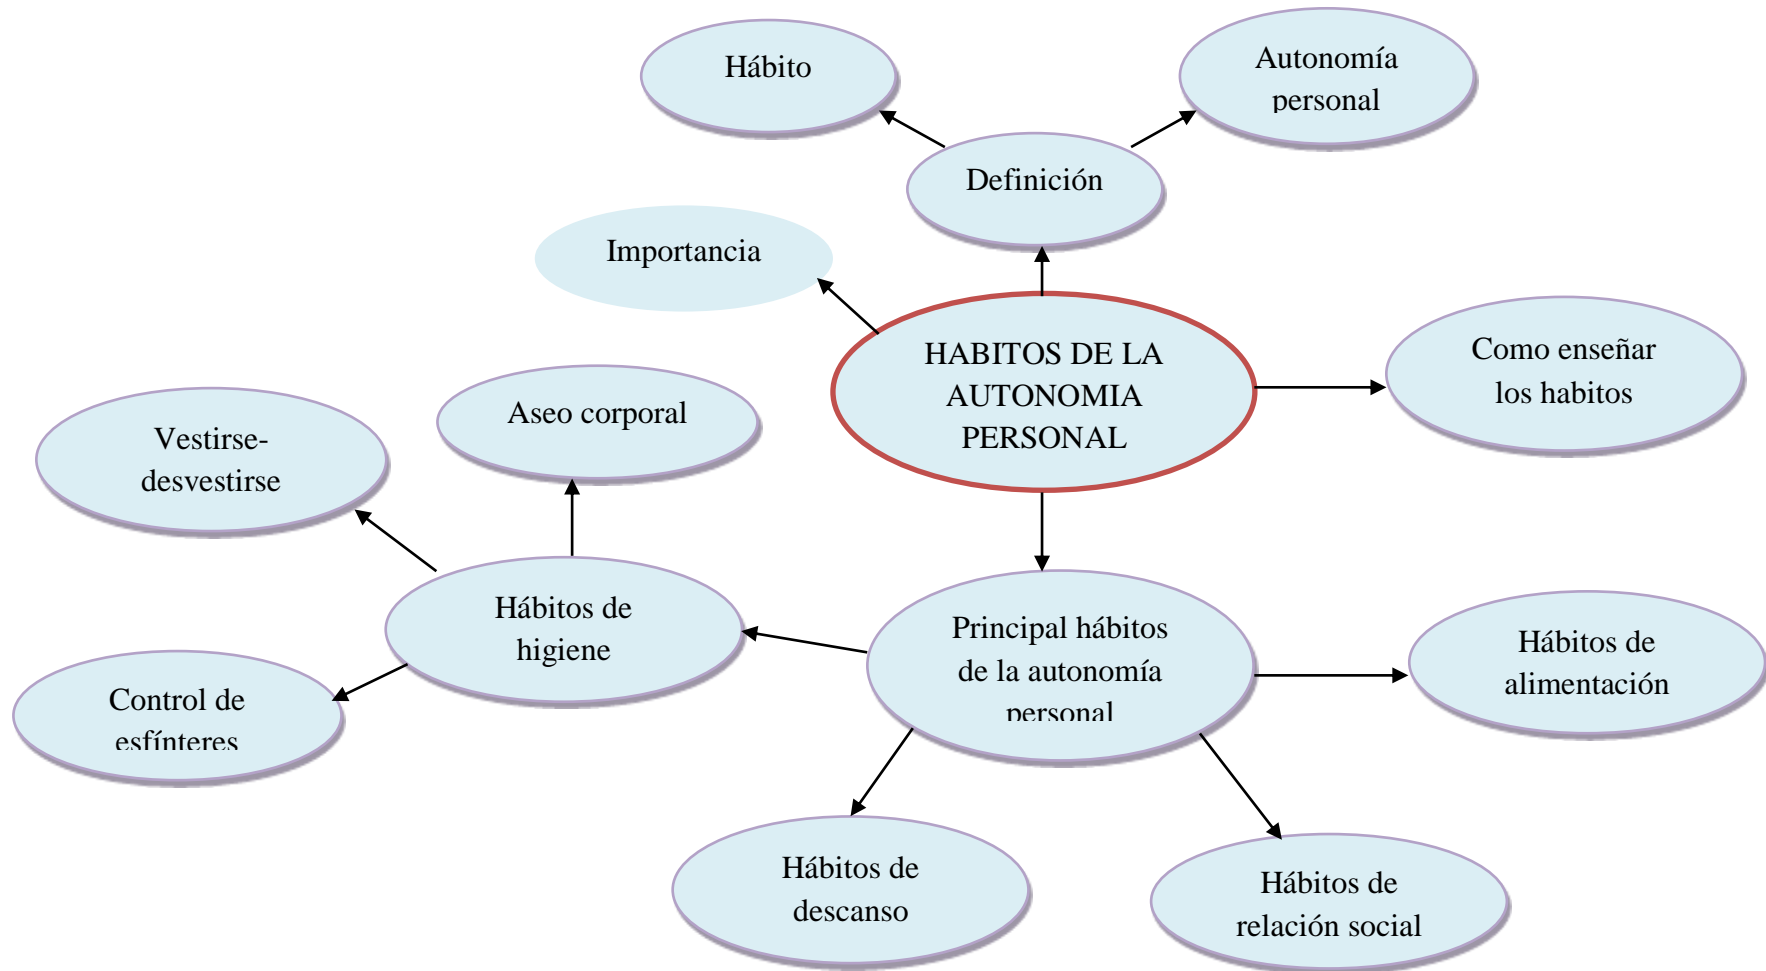 Hábito
Autonomía
personal
Definición
Importancia
HABITOS DE LA
AUTONOMIA
PERSONAL
Como enseñar
los habitos
Aseo corporal
Vestirse-
desvestirse
Hábitos de
higiene
Principal hábitos
de la autonomía
personal
Hábitos de
alimentación
Control de
esfínteres
Hábitos de
descanso
Hábitos de
relación social